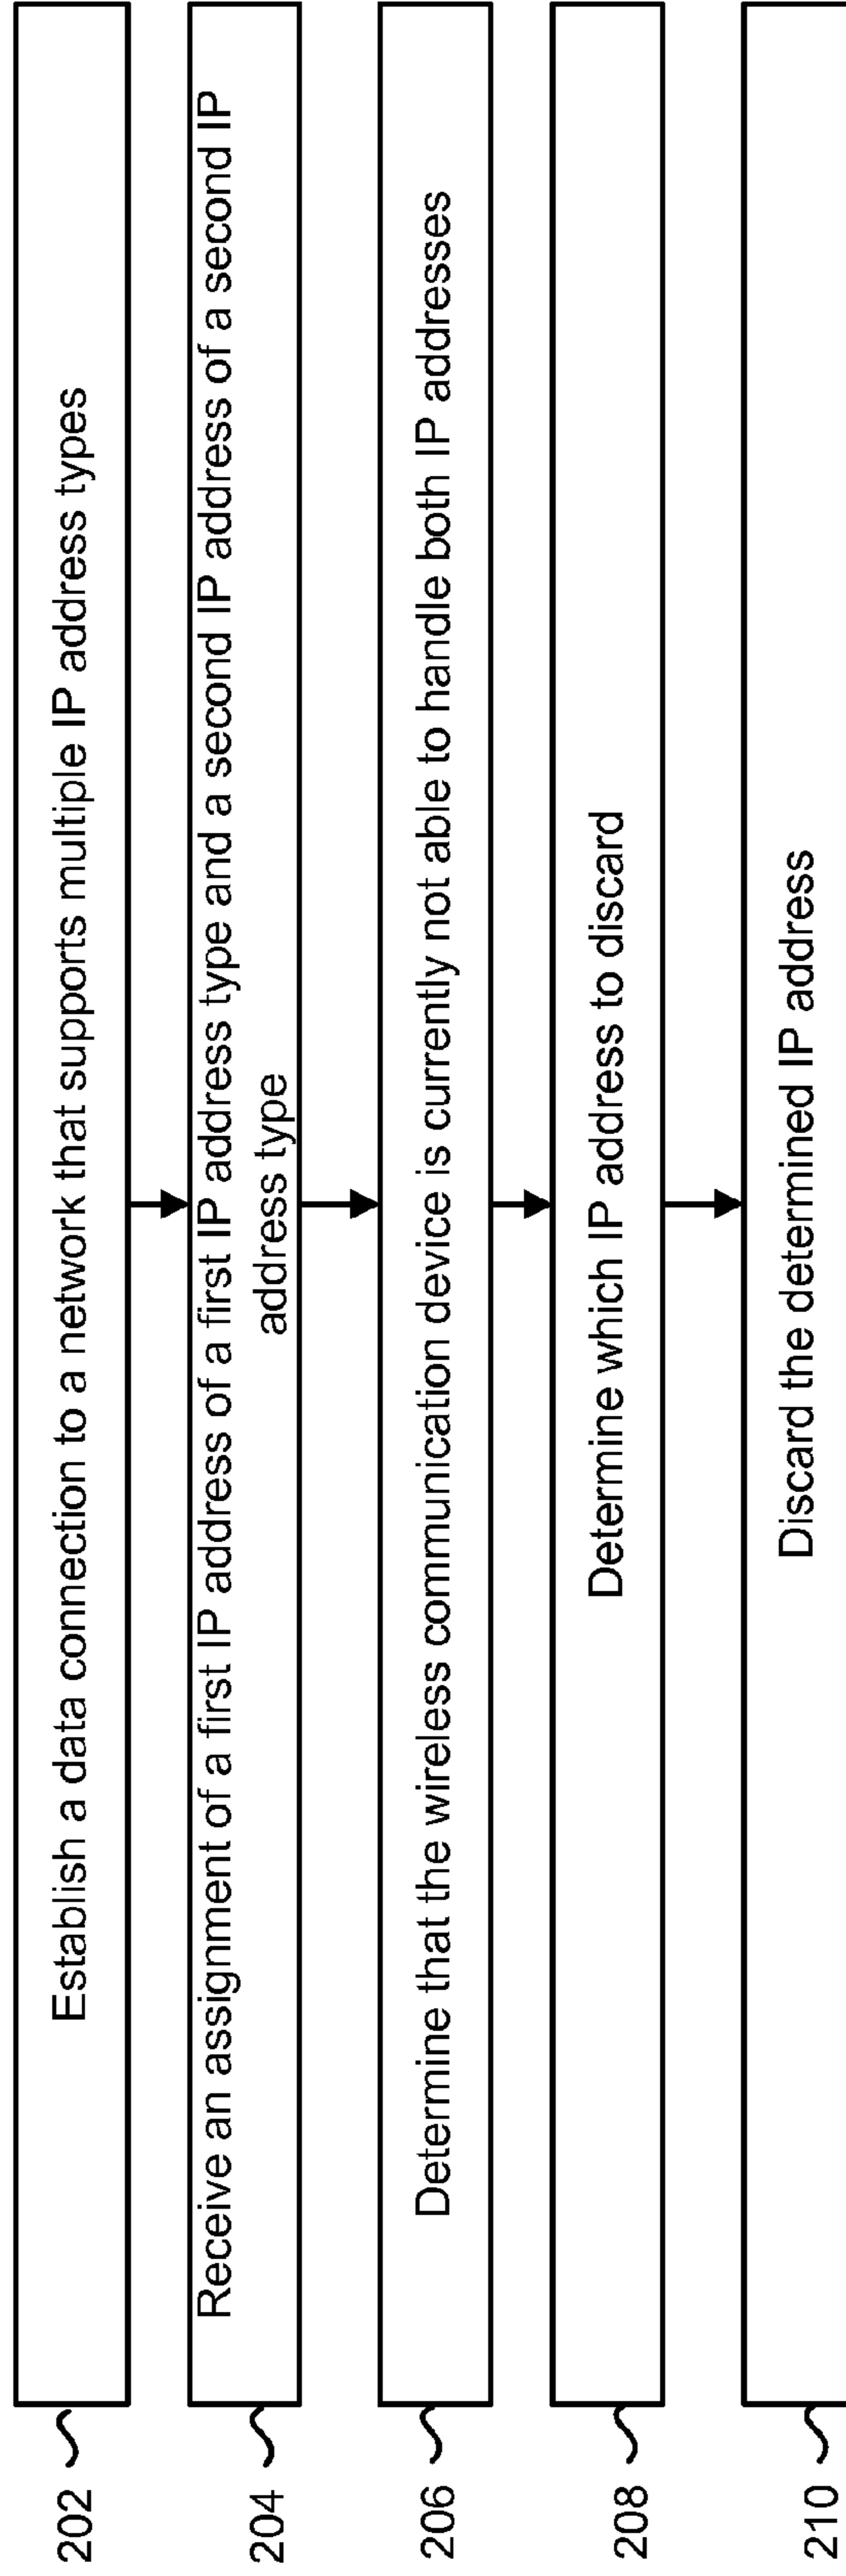 202
Establish a data connection to a network that supports multiple IP address types
204
Receive an assignment of a first IP address of a first IP address type and a second IP address of a second IP
address type
206
Determine that the wireless communication device is currently not able to handle both IP addresses
208
Determine which IP address to discard
210
Discard the determined IP address